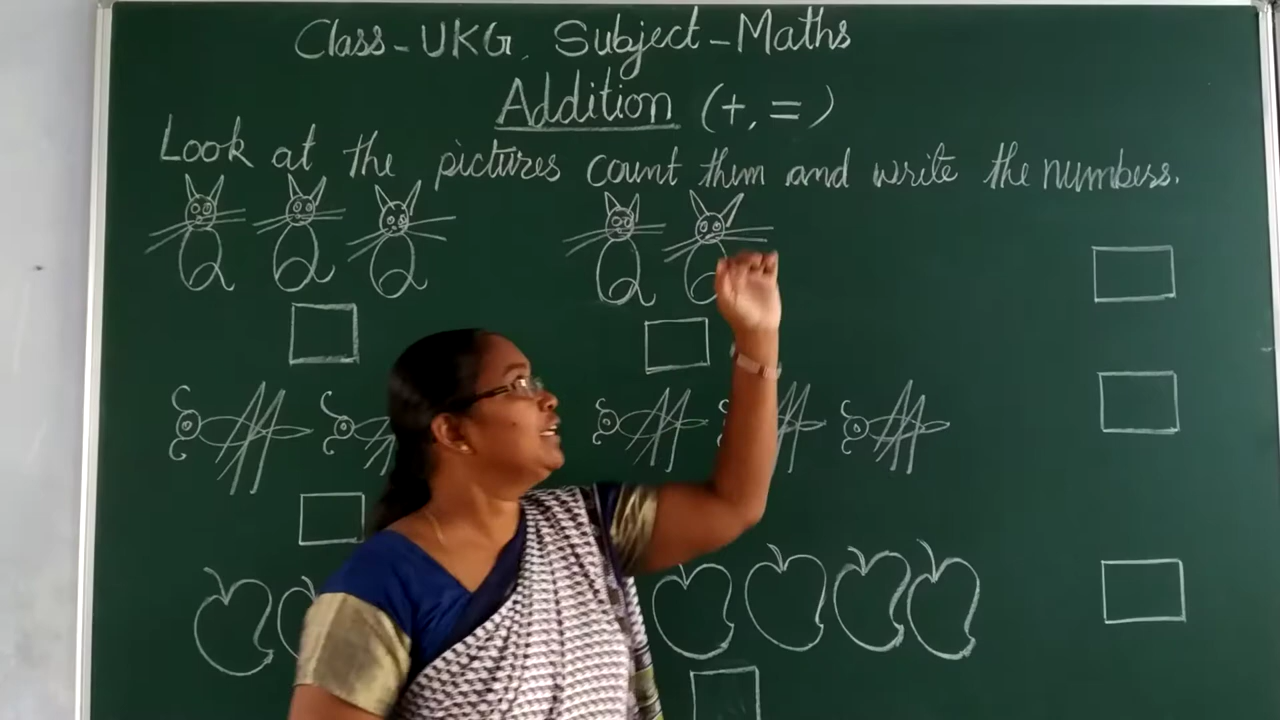 Class-UKG, Subject-Maths
Addition (+, =)
Look at the pictures count them and write the numbers.